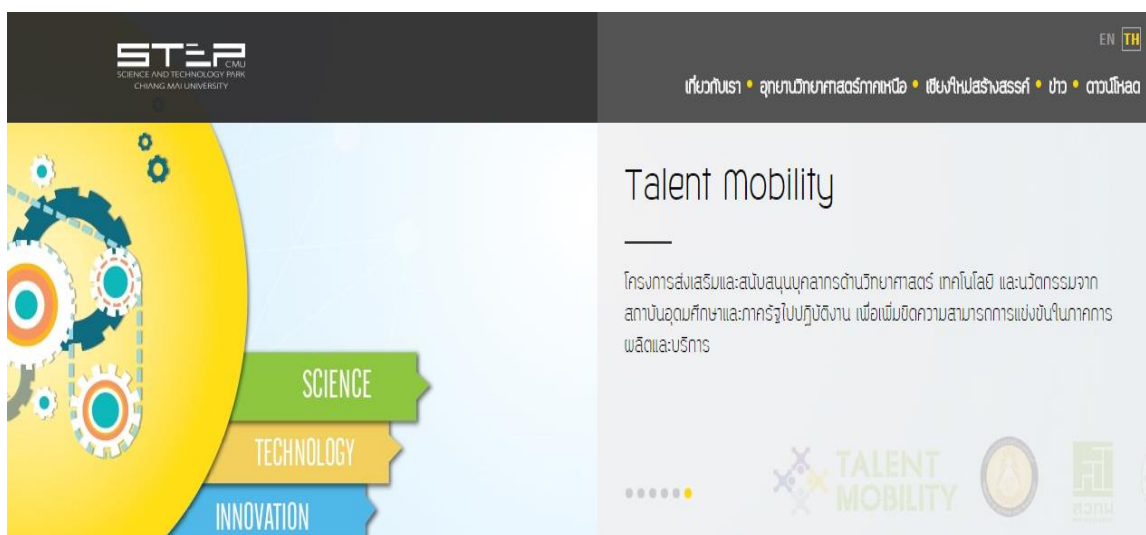 STEP
CMU
SCIENCE AND TECHNOLOGY PARK
CHIANG MAI UNIVERSITY
EN TH
เกี่ยวกับเรา • อุทยานวิทยาศาสตร์ภาคเหนือ • เชียงใหม่สร้างสรรค์ • ข่าว • ดาวน์โหลด
Talent Mobility
โครงการส่งเสริมและสนับสนุนบุคลากรด้านวิทยาศาสตร์ เทคโนโลยี และนวัตกรรมจาก
สถาบันอุดมศึกษาและภาครัฐไปปฏิบัติงาน เพื่อเพิ่มขีดความสามารถการแข่งขันในภาคการ
ผลิตและบริการ
SCIENCE
TECHNOLOGY
INNOVATION
TALENT
MOBILITY
สวทน